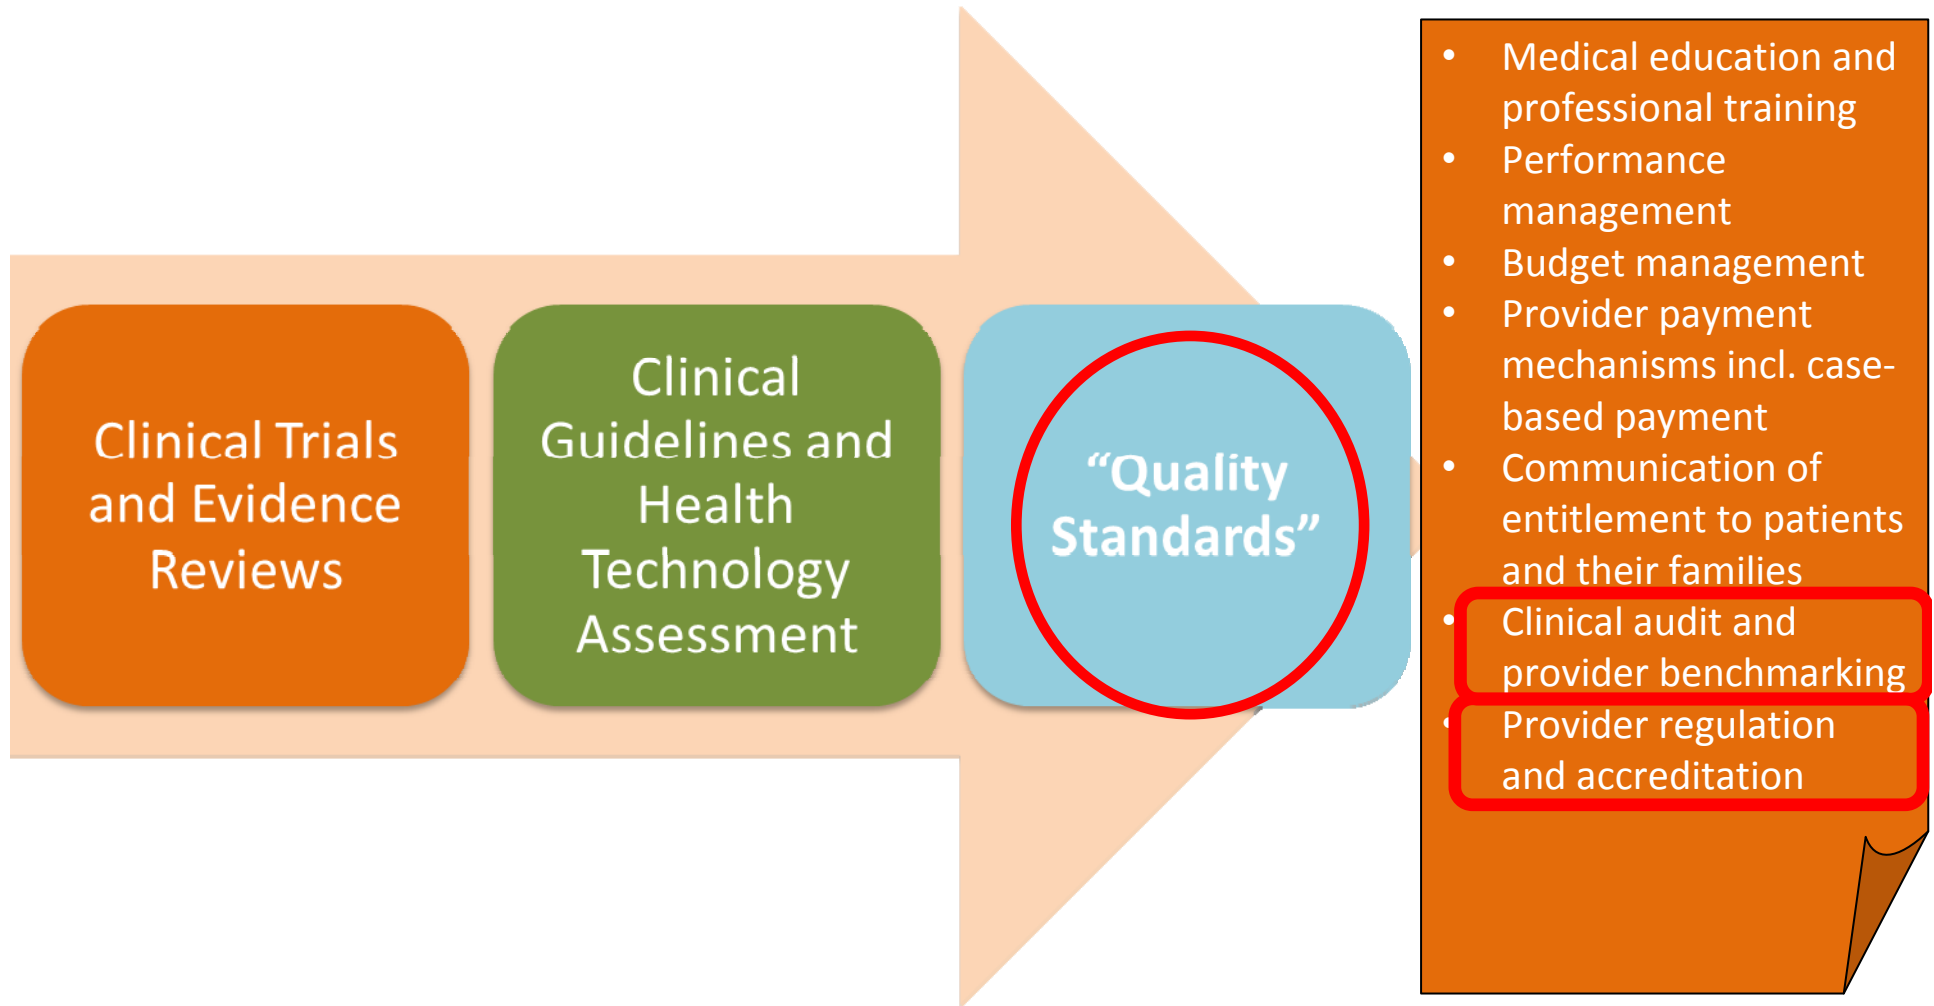 Clinical Trials
and Evidence
Reviews
Clinical
Guidelines and
Health
Technology
Assessment
“Quality
Standards”
• Medical education and
professional training
• Performance
management
• Budget management
• Provider payment
mechanisms incl. case-
based payment
• Communication of
entitlement to patients
and their families
• Clinical audit and
provider benchmarking
• Provider regulation
and accreditation